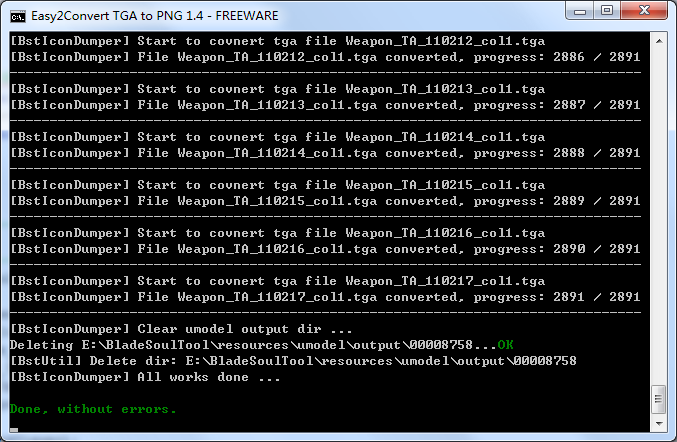 Easy2Convert TGA to PNG 1.4 - FREEWARE
[BstIconDumper] Start to covnert tga file Weapon_TA_110212_col1.tga
[BstIconDumper] File Weapon_TA_110212_col1.tga converted, progress: 2886 / 2891
--------------------------------------------------------------------------------
[BstIconDumper] Start to covnert tga file Weapon_TA_110213_col1.tga
[BstIconDumper] File Weapon_TA_110213_col1.tga converted, progress: 2887 / 2891
--------------------------------------------------------------------------------
[BstIconDumper] Start to covnert tga file Weapon_TA_110214_col1.tga
[BstIconDumper] File Weapon_TA_110214_col1.tga converted, progress: 2888 / 2891
--------------------------------------------------------------------------------
[BstIconDumper] Start to covnert tga file Weapon_TA_110215_col1.tga
[BstIconDumper] File Weapon_TA_110215_col1.tga converted, progress: 2889 / 2891
--------------------------------------------------------------------------------
[BstIconDumper] Start to covnert tga file Weapon_TA_110216_col1.tga
[BstIconDumper] File Weapon_TA_110216_col1.tga converted, progress: 2890 / 2891
--------------------------------------------------------------------------------
[BstIconDumper] Start to covnert tga file Weapon_TA_110217_col1.tga
[BstIconDumper] File Weapon_TA_110217_col1.tga converted, progress: 2891 / 2891
--------------------------------------------------------------------------------
[BstIconDumper] Clear umodel output dir ...
Deleting E:\BladeSoulTool\resources\umodel\output\00008758...OK
[BstUtil] Delete dir: E:\BladeSoulTool\resources\umodel\output\00008758
[BstIconDumper] All works done ...
Done, without errors.